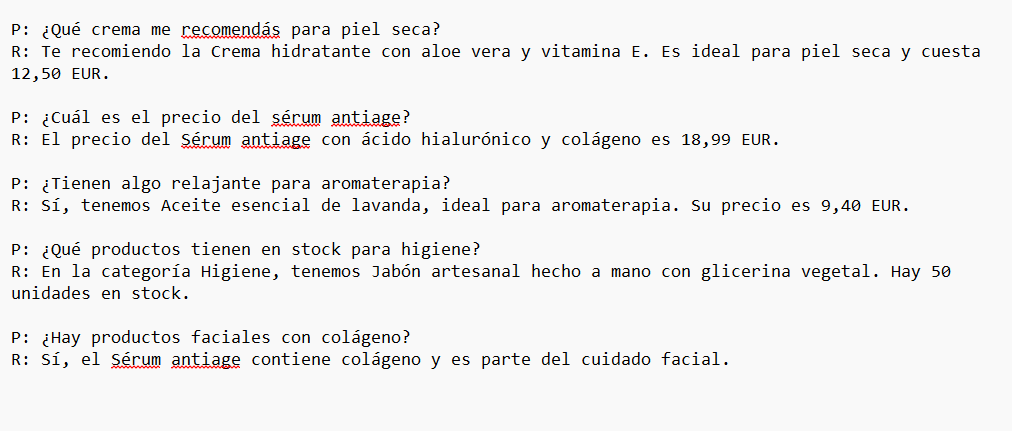 P: ¿Qué crema me recomendás para piel seca?
R: Te recomiendo la Crema hidratante con aloe vera y vitamina E. Es ideal para piel seca y cuesta
12,50 EUR.
P: ¿Cuál es el precio del sérum antiage?
R: El precio del Sérum antiage con ácido hialurónico y colágeno es 18,99 EUR.
P: ¿Tienen algo relajante para aromaterapia?
R: Sí, tenemos Aceite esencial de lavanda, ideal para aromaterapia. Su precio es 9,40 EUR.
P: ¿Qué productos tienen en stock para higiene?
R: En la categoría Higiene, tenemos Jabón artesanal hecho a mano con glicerina vegetal. Hay 50
unidades en stock.
P: ¿Hay productos faciales con colágeno?
R: Sí, el Sérum antiage contiene colágeno y es parte del cuidado facial.